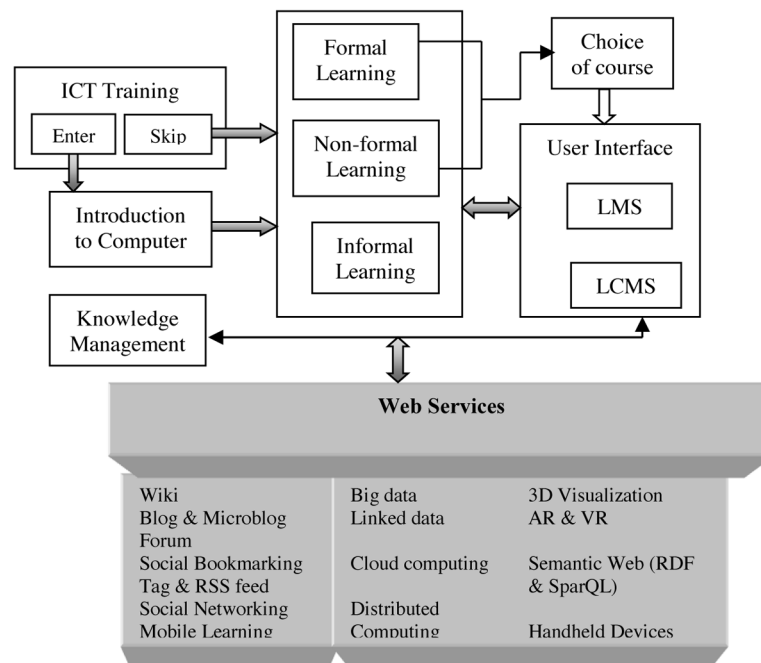 Formal
Learning
Choice
of course
ICT Training
Enter
Skip
Non-formal
Learning
User Interface
Introduction
to Computer
LMS
Informal
Learning
LCMS
Knowledge
Management
Web Services
Wiki
Blog & Microblog
Forum
Social Bookmarking
Tag & RSS feed
Social Networking
Mobile Learning
Big data
Linked data
Cloud computing
Distributed
Computing
3D Visualization
AR & VR
Semantic Web (RDF
& SparQL)
Handheld Devices